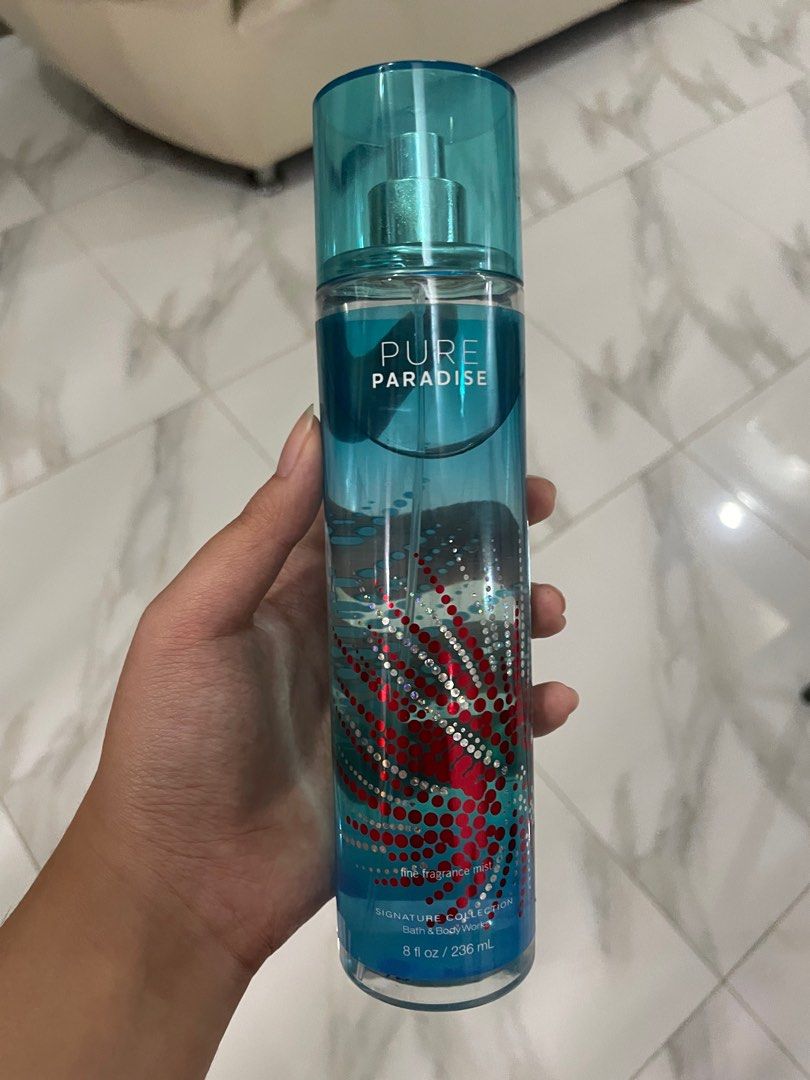 PURE
PARADISE
fine fragrance mist
SIGNATURE COLLECTION
Bath & Body Works
8 fl oz / 236 mL